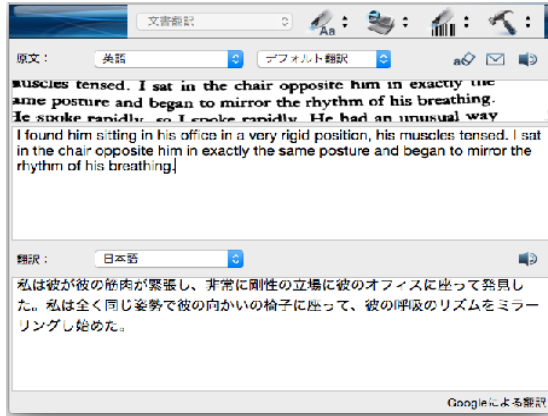 文書翻訳
Aa
原文： 英語 デフォルト翻訳 a
muscles tensed. I sat in the chair opposite him in exactly the
ame posture and began to mirror the rhythm of his breathing.
He spoke rapidly, so I spoke rapidly. He had an unusual way
I found him sitting in his office in a very rigid position, his muscles tensed. I sat
in the chair opposite him in exactly the same posture and began to mirror the
rhythm of his breathing.
翻訳： 日本語
私は彼が彼の筋肉が緊張し、非常に剛性の立場に彼のオフィスに座って発見し
た。私は全く同じ姿勢で彼の向かいの椅子に座って、彼の呼吸のリズムをミラー
リングし始めた。
Googleによる翻訳